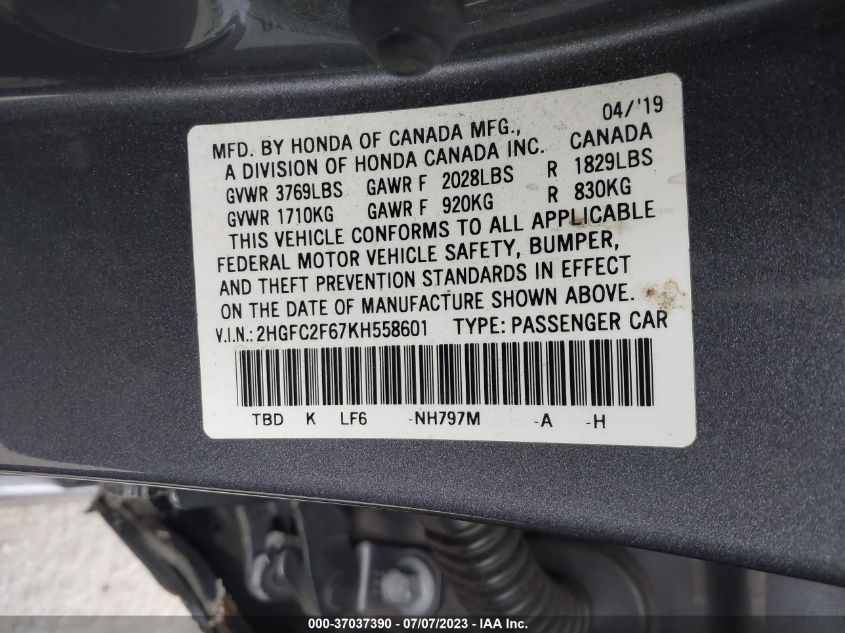 04/'19
MFD. BY HONDA OF CANADA MFG.,
A DIVISION OF HONDA CANADA INC. CANADA
GVWR 3769LBS GAWR F 2028LBS R 1829LBS
GVWR 1710KG GAWR F 920KG R 830KG
THIS VEHICLE CONFORMS TO ALL APPLICABLE
FEDERAL MOTOR VEHICLE SAFETY, BUMPER,
AND THEFT PREVENTION STANDARDS IN EFFECT
ON THE DATE OF MANUFACTURE SHOWN ABOVE.
V.I.N.: 2HGFC2F67KH558601 TYPE: PASSENGER CAR
TBD K LF6 -NH797M -A -H
000-37037390 - 07/07/2023 - IAA Inc.